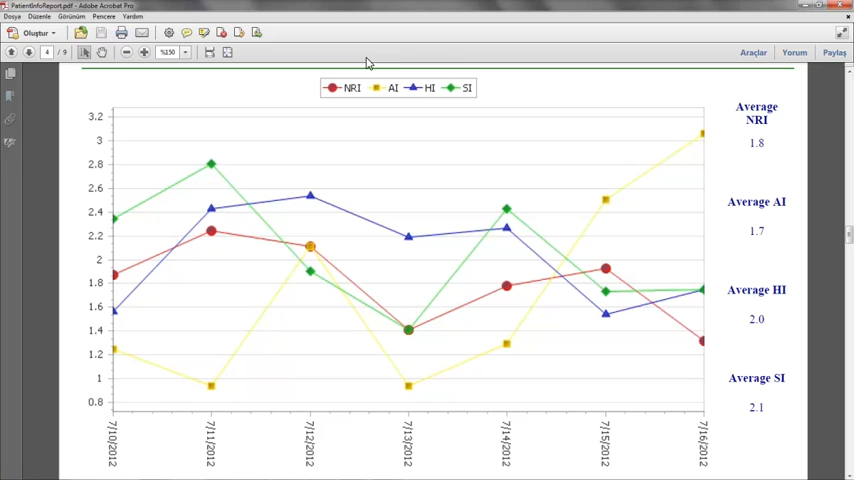 PatientInfoReport.pdf - Adobe Acrobat Pro
Dosya Düzenle Görünüm Pencere Yardım
Oluştur
4 / 9 %150 Araçlar Yorum Paylaş
NRI AI HI SI
3.2
3
2.8
2.6
2.4
2.2
2
1.8
1.6
1.4
1.2
1
0.8
7/10/2012
7/11/2012
7/12/2012
7/13/2012
7/14/2012
7/15/2012
7/16/2012
Average
NRI
1.8
Average AI
1.7
Average HI
2.0
Average SI
2.1